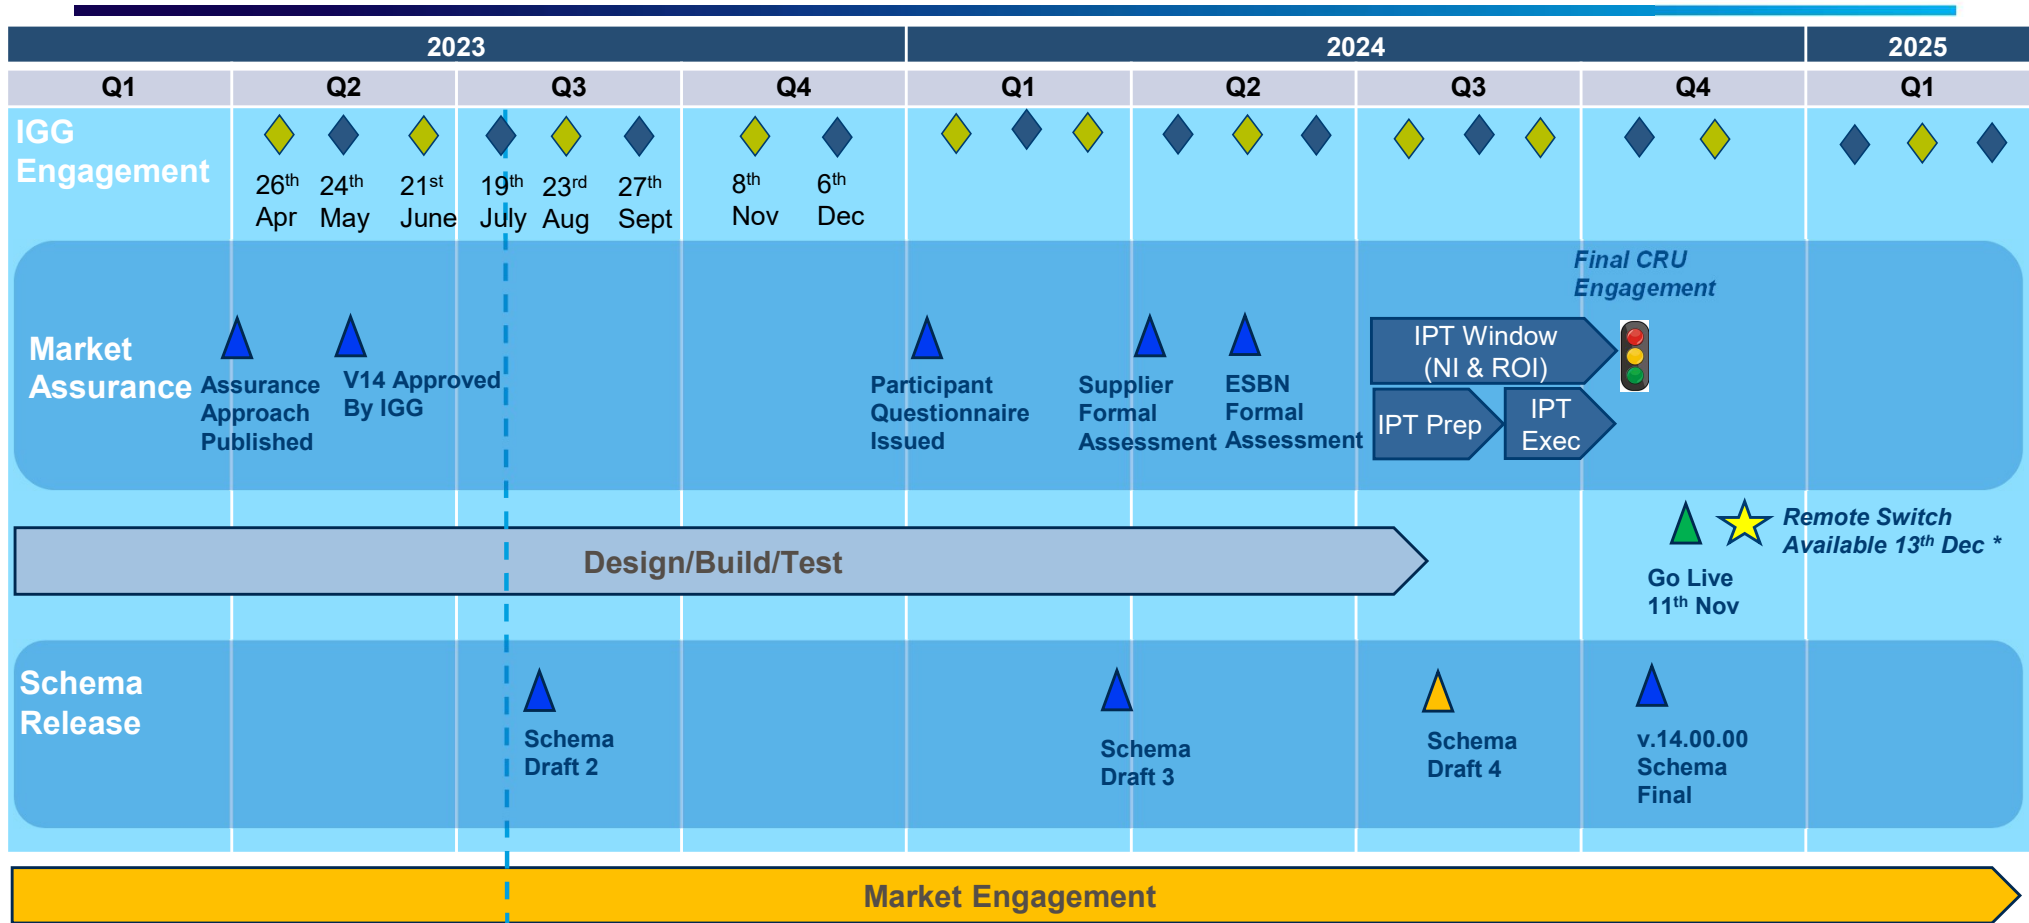 2023
2024
2025
Q1
Q2
Q3
Q4
Q1
Q2
Q3
Q4
Q1
IGG
Engagement
26th
Apr
24th
May
21st
June
19th
July
23rd
Aug
27th
Sept
8th
Nov
6th
Dec
Final CRU
Engagement
Market
Assurance
Assurance
Approach
Published
V14 Approved
By IGG
Participant
Questionnaire
Issued
Supplier
Formal
Assessment
ESBN
Formal
Assessment
IPT Window
(NI & ROI)
IPT Prep
IPT
Exec
Design/Build/Test
Remote Switch
Available 13th Dec *
Go Live
11th Nov
Schema
Release
Schema
Draft 2
Schema
Draft 3
Schema
Draft 4
v.14.00.00
Schema
Final
Market Engagement